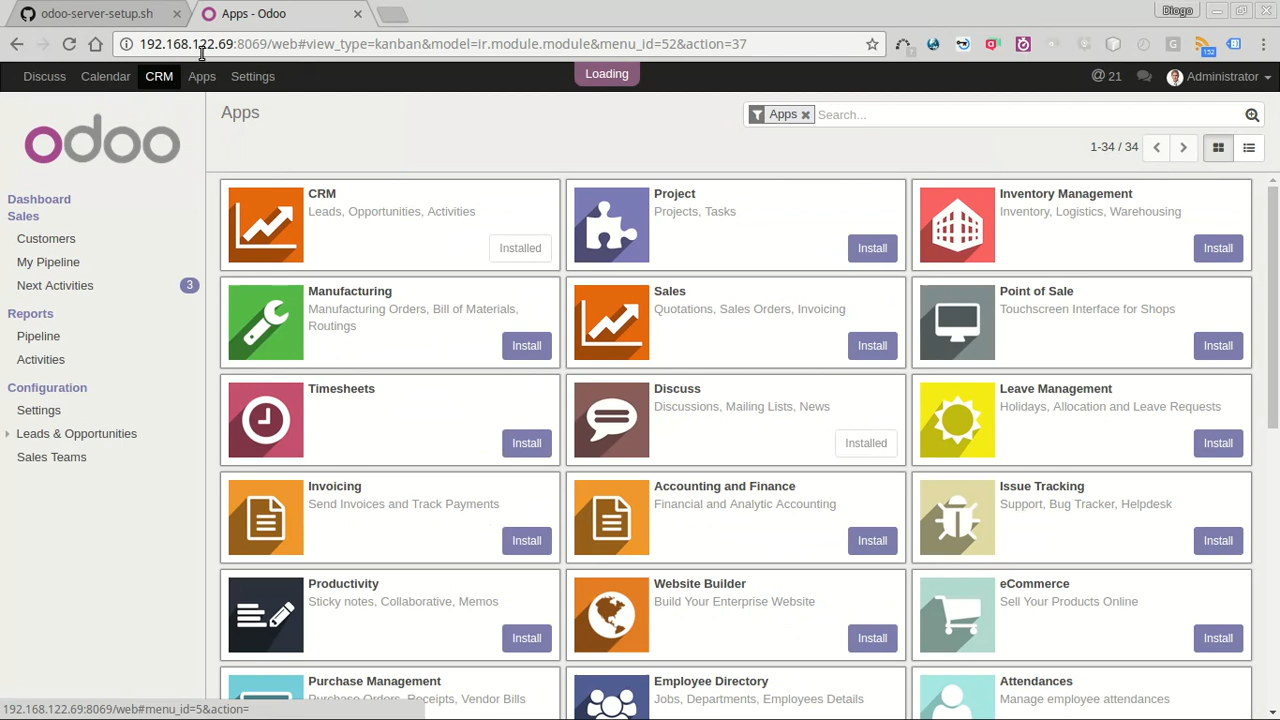 odoo-server-setup.sh
Apps - Odoo
Diogo
192.168.122.69:8069/web#view_type=kanban&model=ir.module.module&menu_id=52&action=37
152
Discuss
Calendar
CRM
Apps
Settings
Loading
@ 21
Administrator
odoo
Dashboard
Sales
Customers
My Pipeline
Next Activities 3
Reports
Pipeline
Activities
Configuration
Settings
Leads & Opportunities
Sales Teams
Apps
Apps
Search...
1-34 / 34
CRM
Leads, Opportunities, Activities
Installed
Project
Projects, Tasks
Install
Inventory Management
Inventory, Logistics, Warehousing
Install
Manufacturing
Manufacturing Orders, Bill of Materials,
Routings
Install
Sales
Quotations, Sales Orders, Invoicing
Install
Point of Sale
Touchscreen Interface for Shops
Install
Timesheets
Install
Discuss
Discussions, Mailing Lists, News
Installed
Leave Management
Holidays, Allocation and Leave Requests
Install
Invoicing
Send Invoices and Track Payments
Install
Accounting and Finance
Financial and Analytic Accounting
Install
Issue Tracking
Support, Bug Tracker, Helpdesk
Install
Productivity
Sticky notes, Collaborative, Memos
Install
Website Builder
Build Your Enterprise Website
Install
eCommerce
Sell Your Products Online
Install
Purchase Management
Purchase Orders, Receipts, Vendor Bills
Employee Directory
Jobs, Departments, Employees Details
Attendances
Manage employee attendances
192.168.122.69:8069/web#menu_id=5&action=